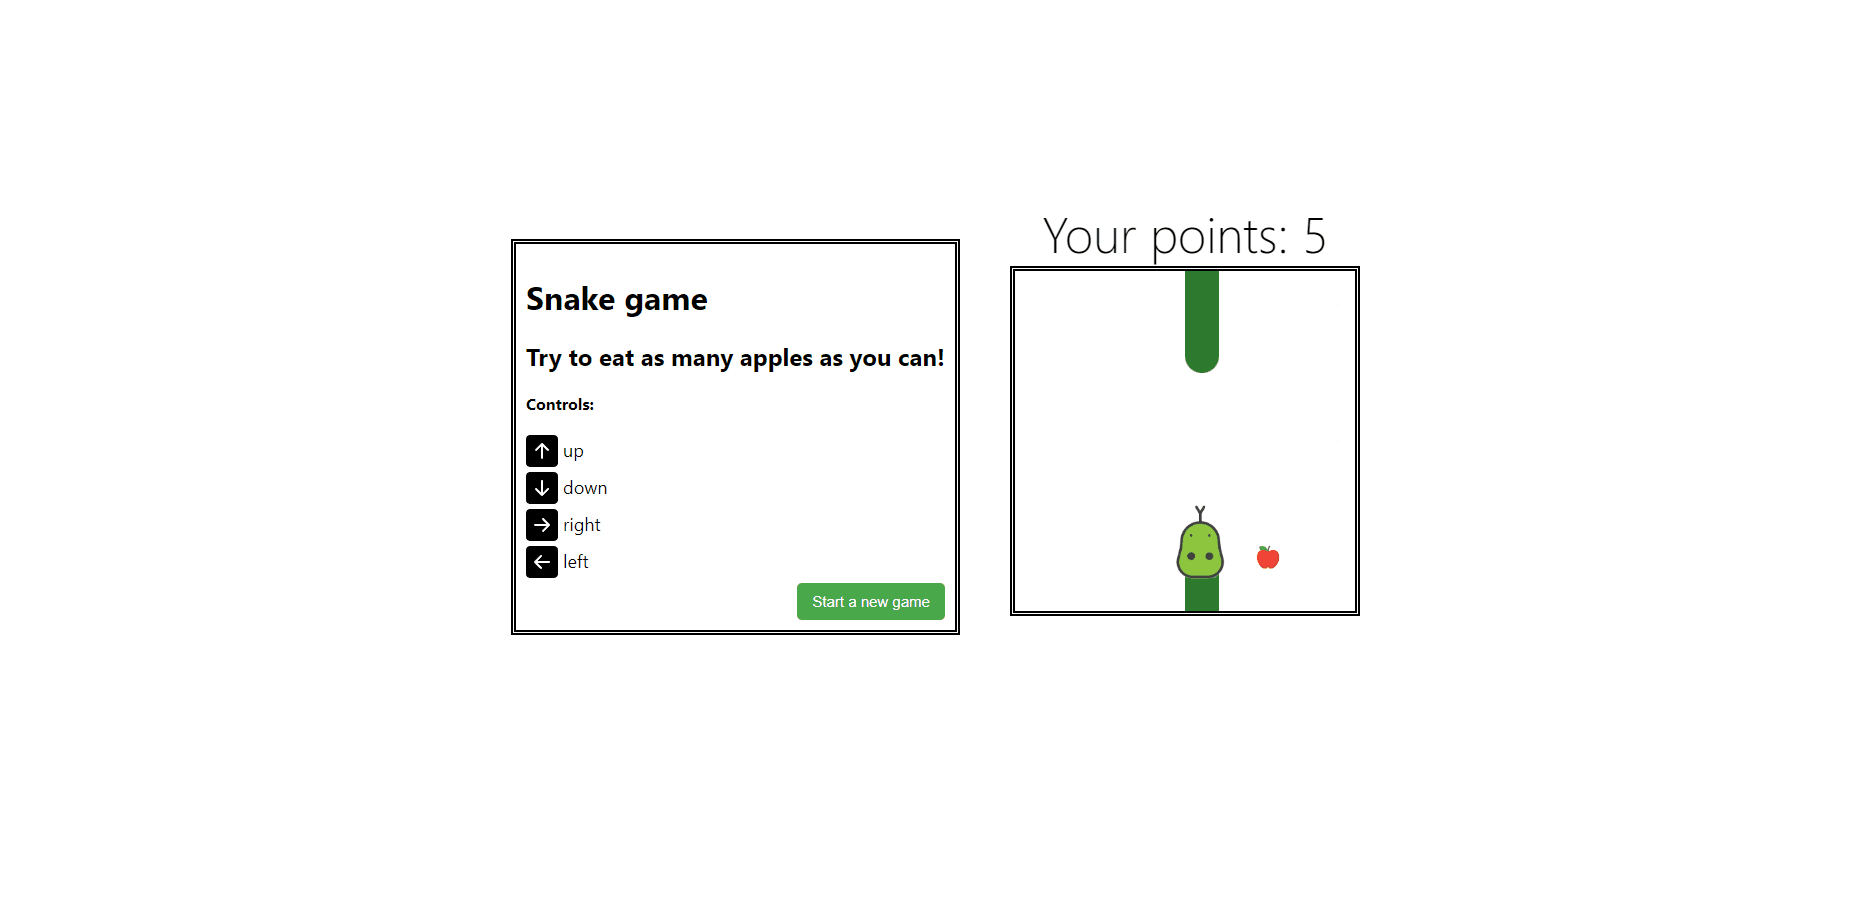 Your points: 5
Snake game
Try to eat as many apples as you can!
Controls:
up
down
right
left
Start a new game